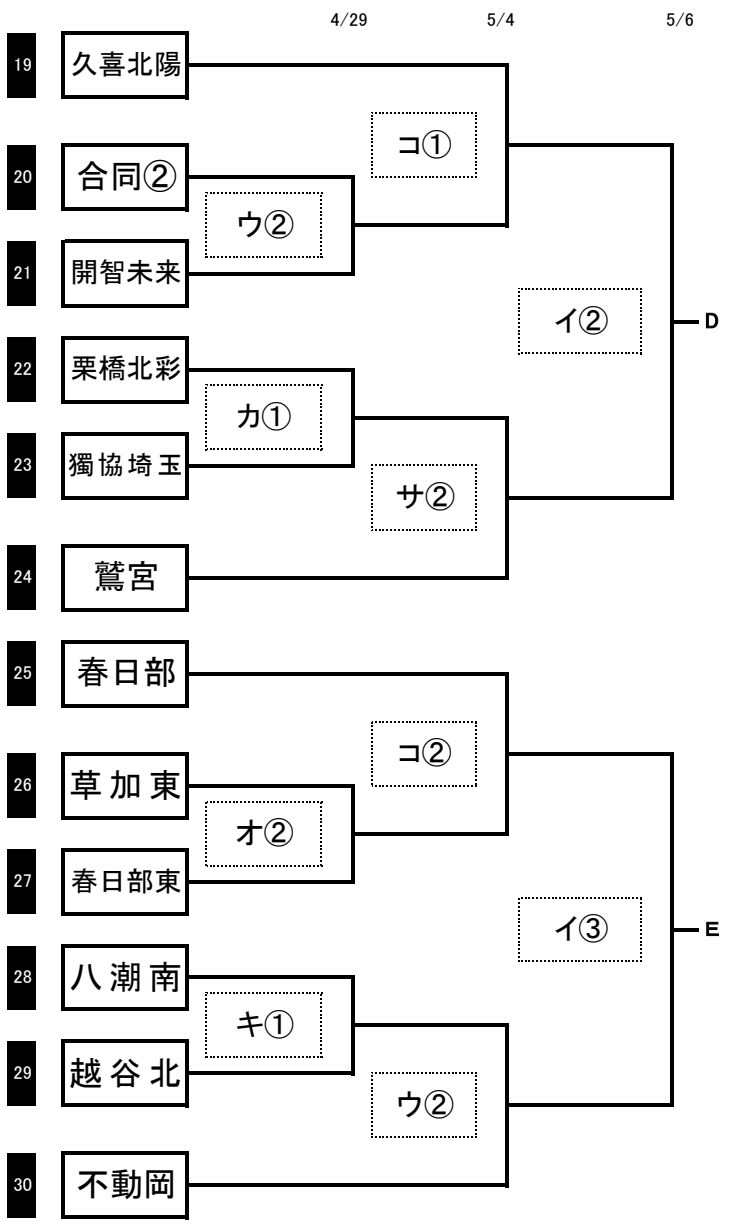 4/29 5/4 5/6
19 久喜北陽
コ①
20 合同②
ウ②
21 開智未来
イ② D
22 栗橋北彩
カ①
23 獨協埼玉
サ②
24 鷲宮
25 春日部
コ②
26 草加東
オ②
27 春日部東
イ③ E
28 八潮南
キ①
29 越谷北
ウ②
30 不動岡